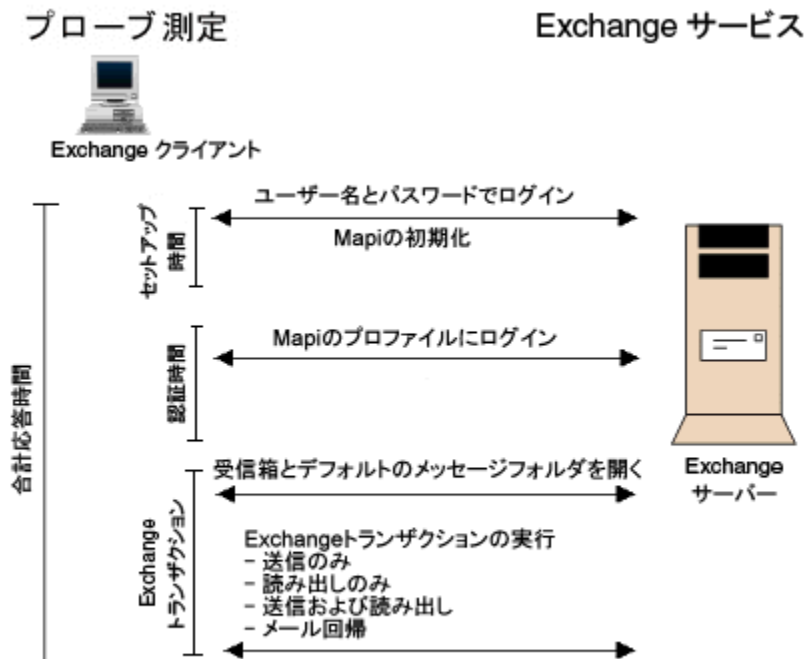 プローブ測定
Exchange サービス
Exchange クライアント
合計応答時間
セットアップ
時間
ユーザー名とパスワードでログイン
Mapiの初期化
認証時間
Mapiのプロファイルにログイン
Exchange
トランザクション
受信箱とデフォルトのメッセージフォルダを開く
Exchangeトランザクションの実行
- 送信のみ
- 読み出しのみ
- 送信および読み出し
- メール回帰
Exchange
サーバー